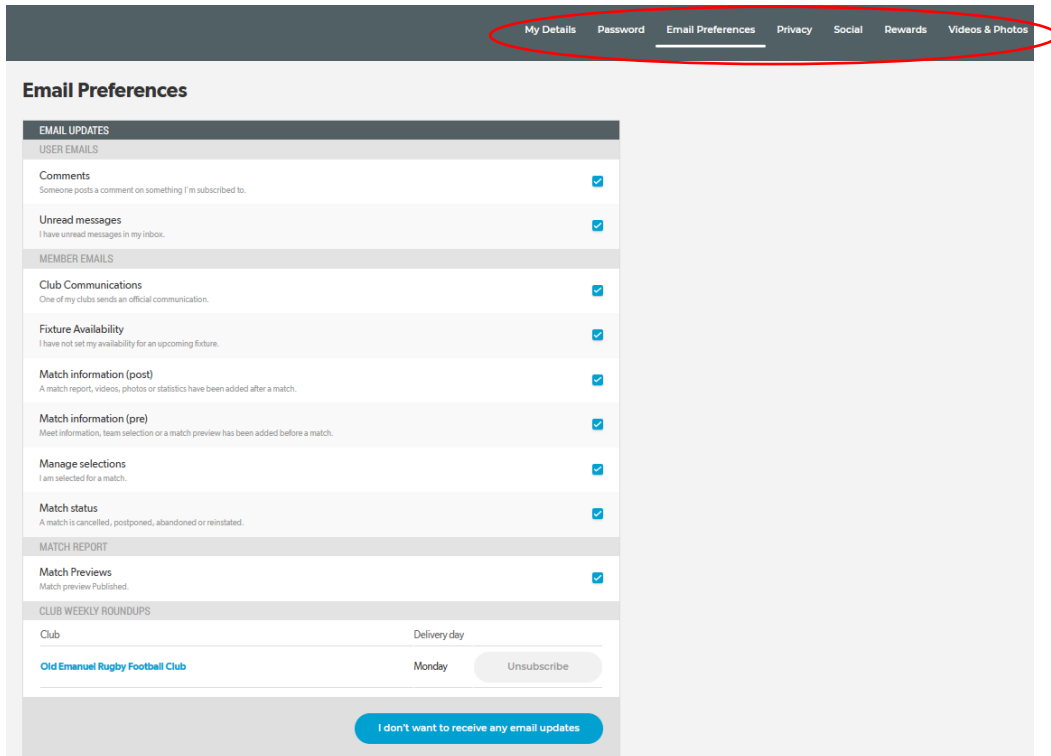 My Details Password Email Preferences Privacy Social Rewards Videos & Photos
Email Preferences
EMAIL UPDATES
USER EMAILS
Comments
Someone posts a comment on something I'm subscribed to.
Unread messages
I have unread messages in my inbox.
MEMBER EMAILS
Club Communications
One of my clubs sends an official communication.
Fixture Availability
I have not set my availability for an upcoming fixture.
Match information (post)
A match report, videos, photos or statistics have been added after a match.
Match information (pre)
Meet information, team selection or a match preview has been added before a match.
Manage selections
I am selected for a match.
Match status
A match is cancelled, postponed, abandoned or reinstated.
MATCH REPORT
Match Previews
Match preview Published.
CLUB WEEKLY ROUNDUPS
Club Delivery day
Old Emanuel Rugby Football Club Monday Unsubscribe
I don't want to receive any email updates